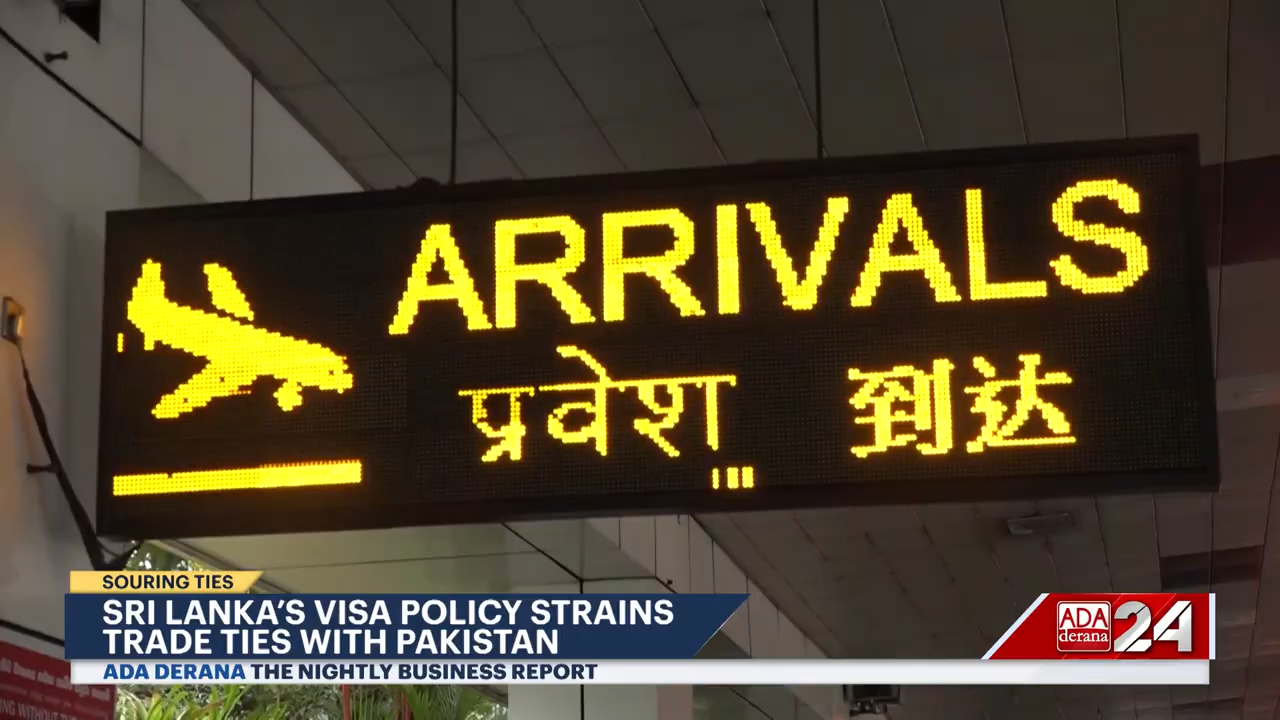 ARRIVALS
प्रवेश 到达
SOURING TIES
SRI LANKA'S VISA POLICY STRAINS
TRADE TIES WITH PAKISTAN
ADA DERANA THE NIGHTLY BUSINESS REPORT
ADA
derana
24